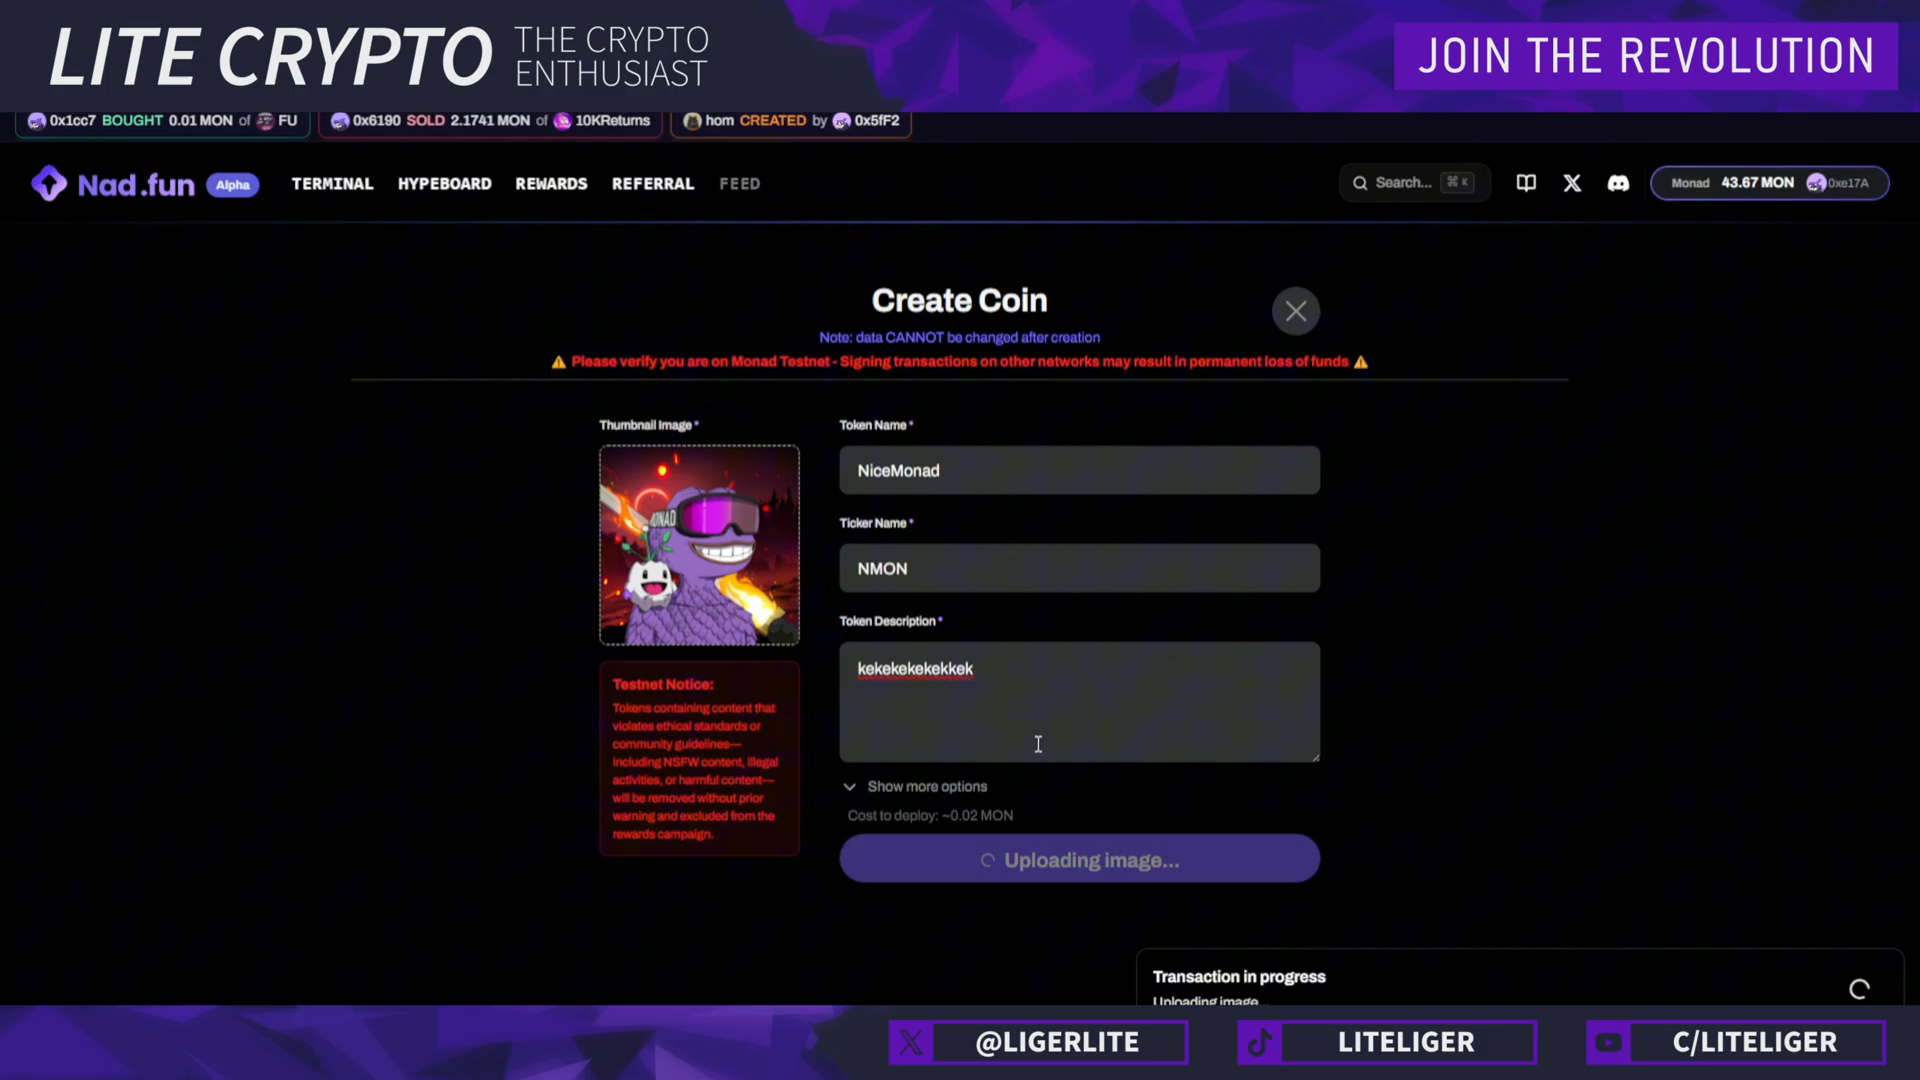 LITE CRYPTO
THE CRYPTO
ENTHUSIAST
JOIN THE REVOLUTION
0x1cc7 BOUGHT 0.01 MON of FU
0x6190 SOLD 2.1741 MON of 10KReturns
hom CREATED by 0x5fF2
Nad.fun Alpha TERMINAL HYPEBOARD REWARDS REFERRAL FEED Search... ⌘ K Monad 43.67 MON 0xe17A
Create Coin
Note: data CANNOT be changed after creation
⚠️ Please verify you are on Monad Testnet - Signing transactions on other networks may result in permanent loss of funds ⚠️
Thumbnail Image *
MONAD
Testnet Notice:
Tokens containing content that
violates ethical standards or
community guidelines—
including NSFW content, illegal
activities, or harmful content—
will be removed without prior
warning and excluded from the
rewards campaign.
Token Name *
NiceMonad
Ticker Name *
NMON
Token Description *
kekekekekekkek
Show more options
Cost to deploy: ~0.02 MON
Uploading image...
Transaction in progress
Uploading image...
@LIGERLITE
LITELIGER
C/LITELIGER